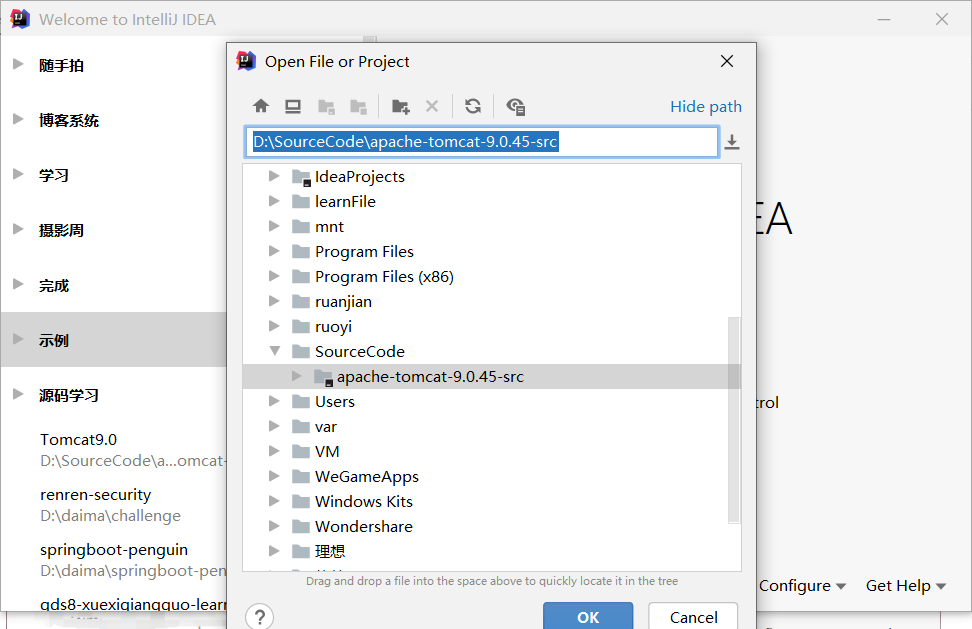 Welcome to IntelliJ IDEA
随手拍
博客系统
学习
摄影周
完成
示例
源码学习
Tomcat9.0
D:\SourceCode\a...omcat-
renren-security
D:\daima\challenge
springboot-penguin
D:\daima\springboot-pen
gds8-xuexiqiangguo-learn
Open File or Project
Hide path
D:\SourceCode\apache-tomcat-9.0.45-src
IdeaProjects
learnFile
mnt
Program Files
Program Files (x86)
ruanjian
ruoyi
SourceCode
apache-tomcat-9.0.45-src
Users
var
VM
WeGameApps
Windows Kits
Wondershare
理想
Drag and drop a file into the space above to quickly locate it in the tree
?
OK
Cancel
EA
trol
Configure
Get Help